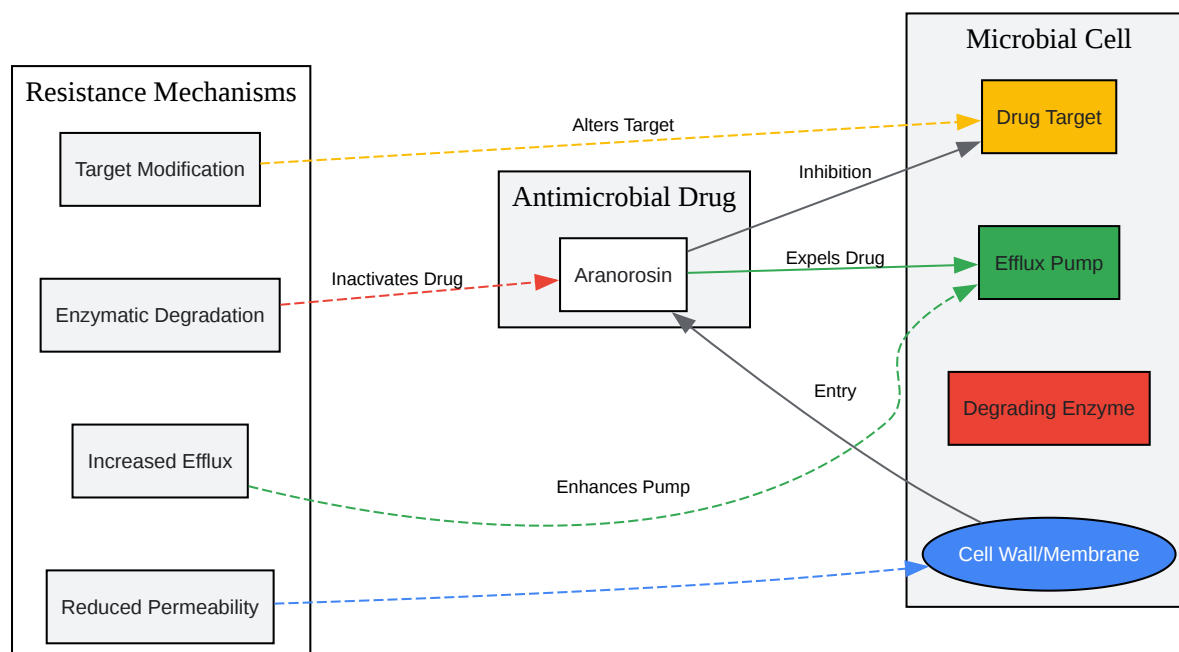 Resistance Mechanisms
Target Modification
Enzymatic Degradation
Increased Efflux
Reduced Permeability
Alters Target
Inactivates Drug
Enhances Pump
Antimicrobial Drug
Aranorosin
Inhibition
Expels Drug
Entry
Microbial Cell
Drug Target
Efflux Pump
Degrading Enzyme
Cell Wall/Membrane